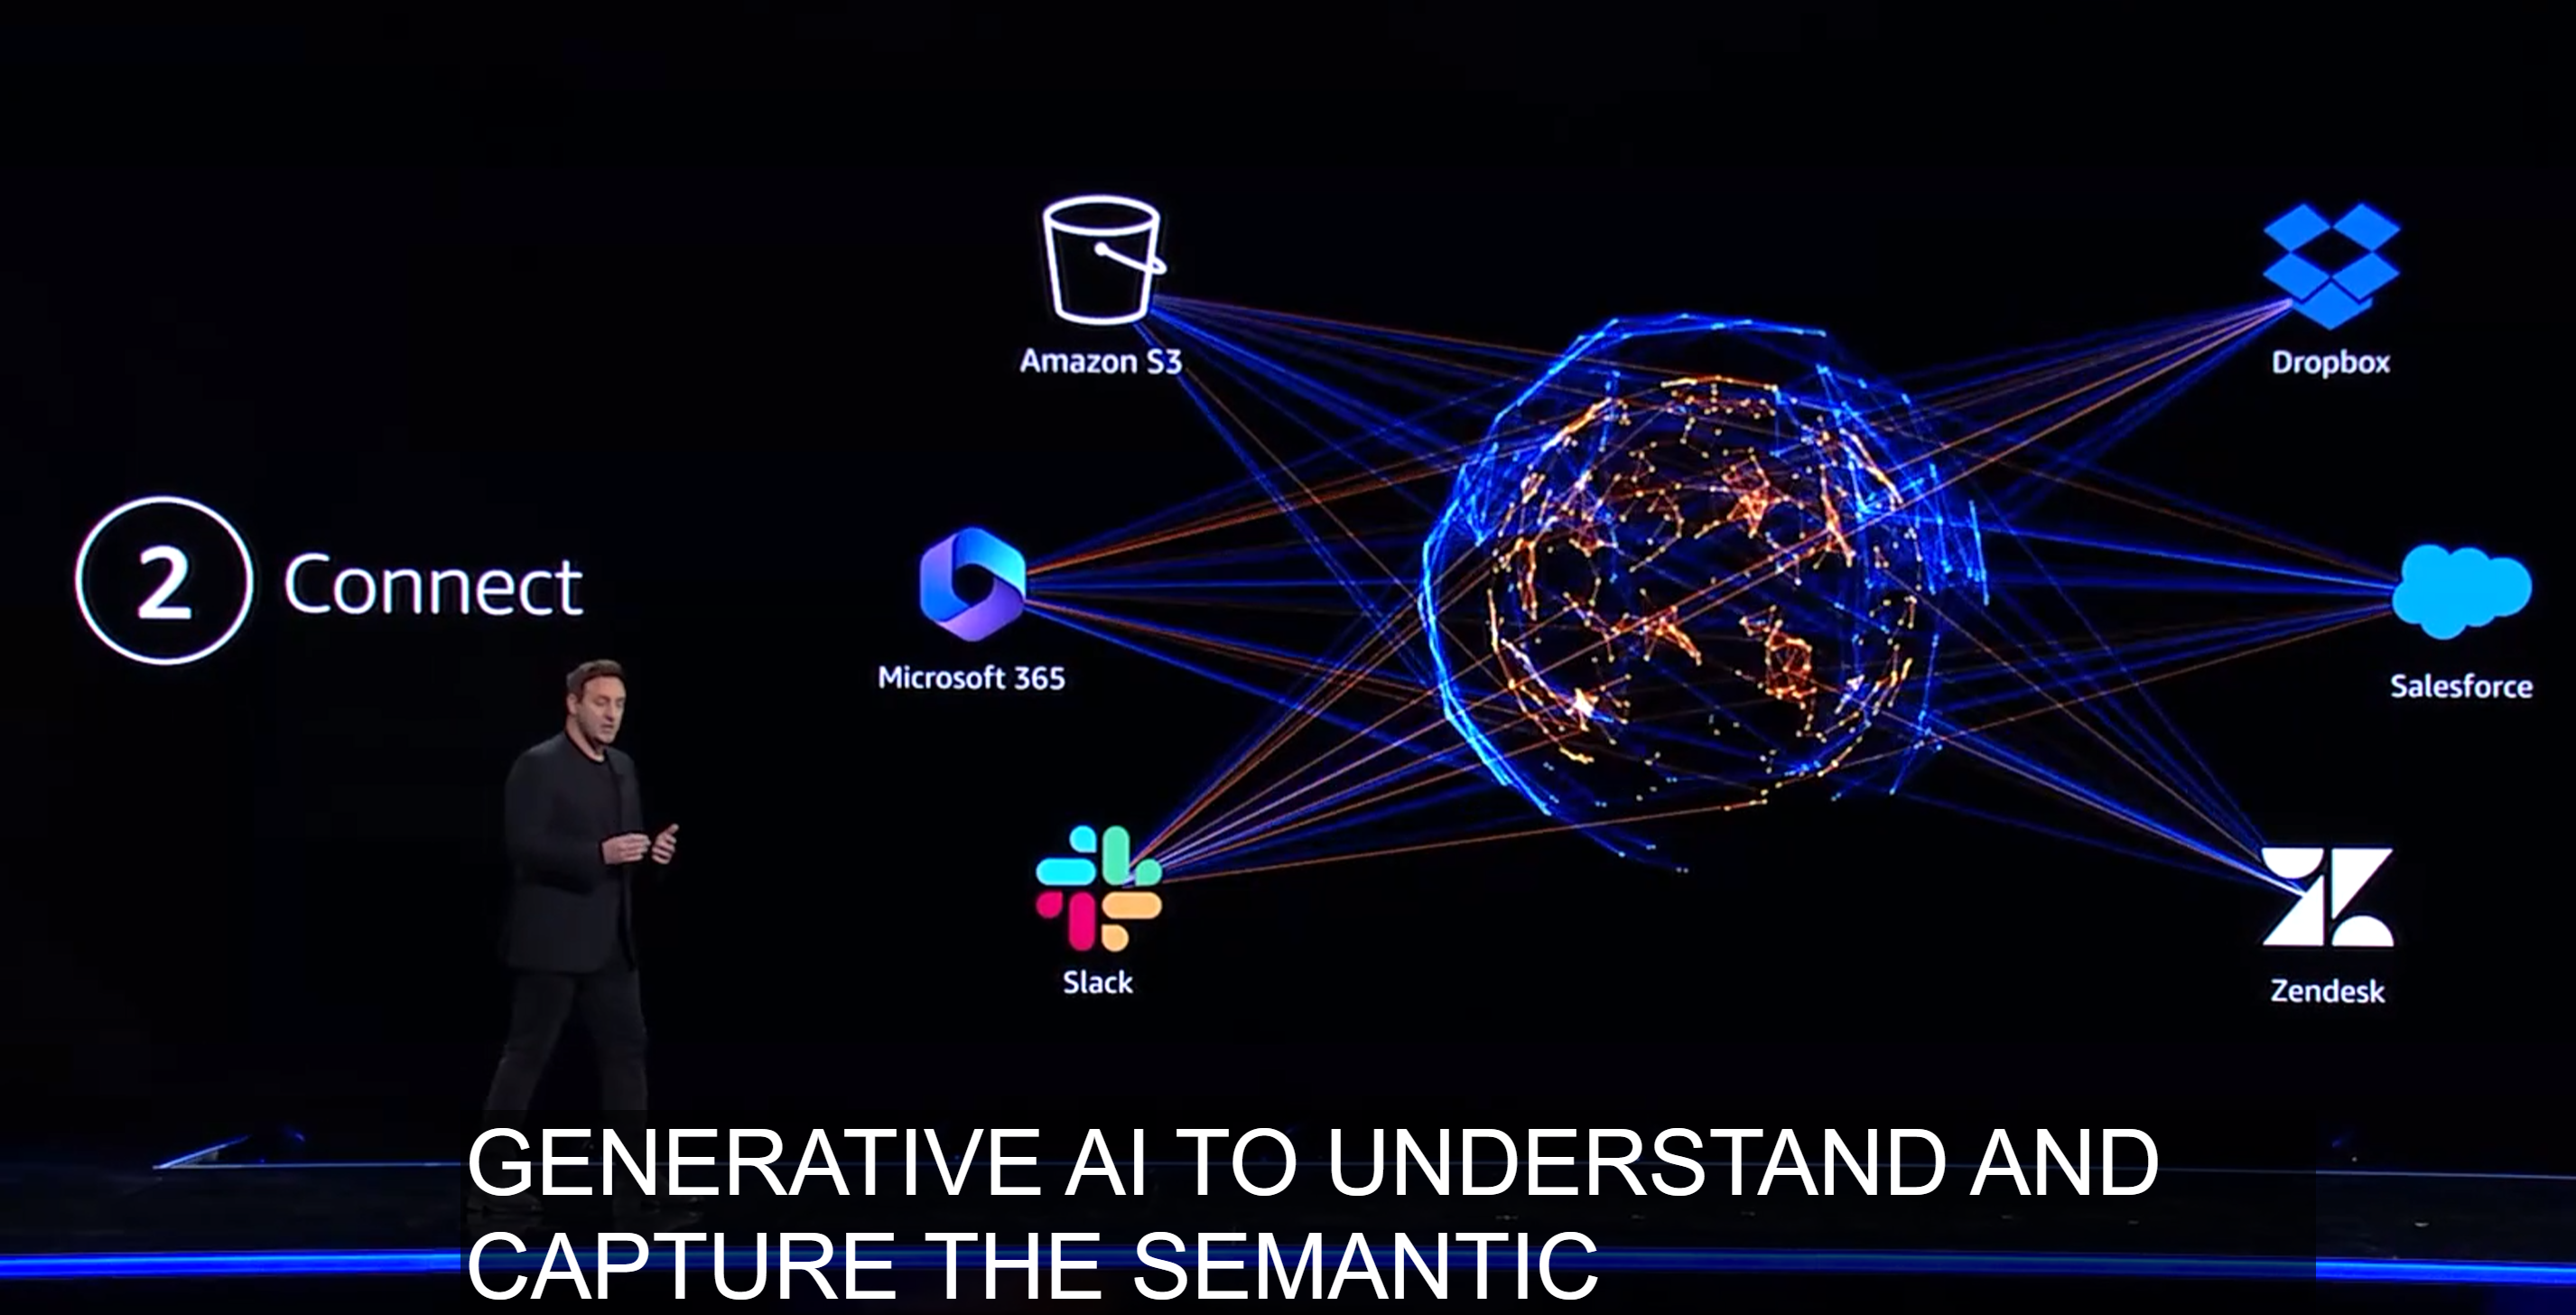 Amazon S3
Dropbox
2 Connect
Microsoft 365
Salesforce
Slack
Zendesk
GENERATIVE AI TO UNDERSTAND AND
CAPTURE THE SEMANTIC